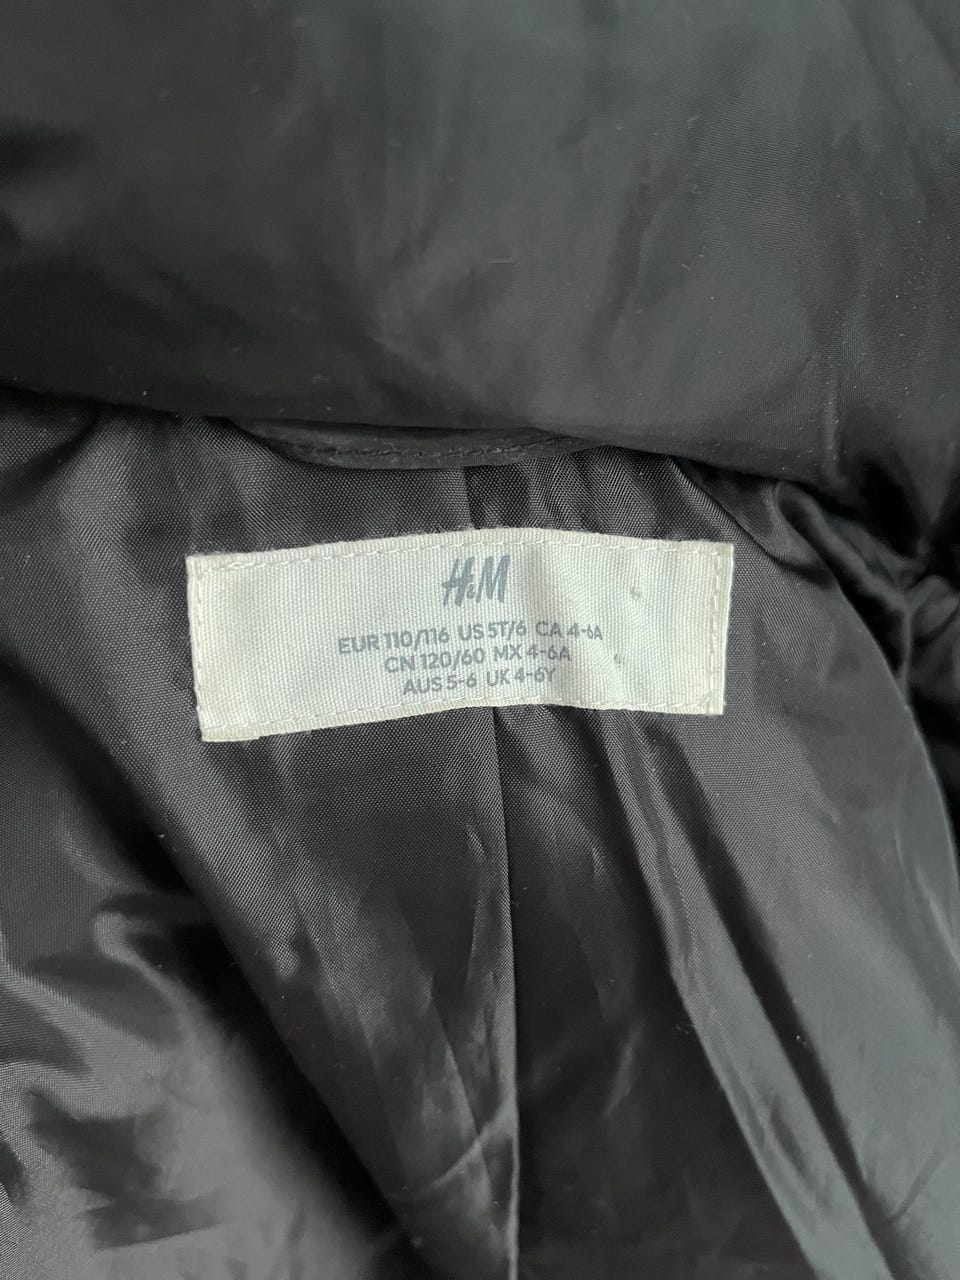 H&M
EUR 110/116 US 5T/6 CA 4-6A
CN 120/60 MX 4-6A
AUS 5-6 UK 4-6Y